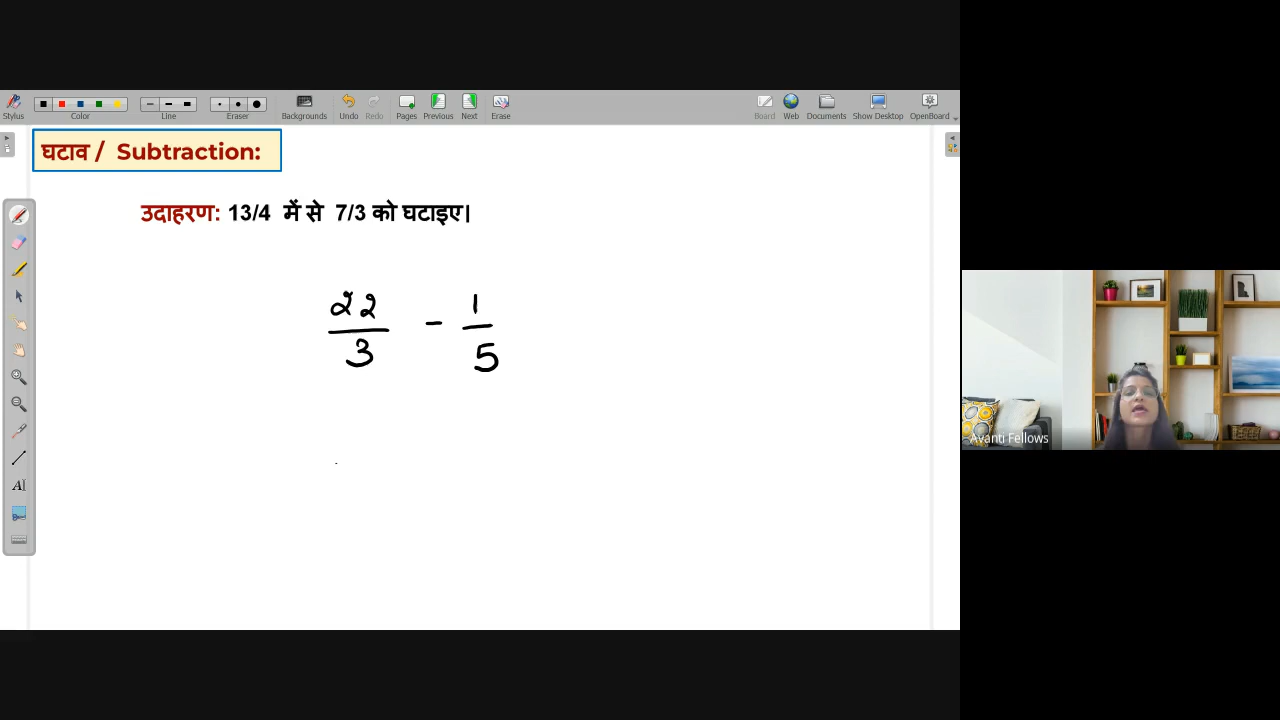 Stylus Color Line Eraser Backgrounds Undo Redo Pages Previous Next Erase Board Web Documents Show Desktop OpenBoard
घटाव / Subtraction:
उदाहरण: 13/4 में से 7/3 को घटाइए।
22/3 - 1/5
Avanti Fellows